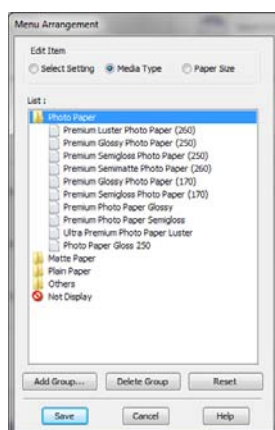 Menu Arrangement
Edit Item
Select Setting Media Type Paper Size
List :
Photo Paper
Premium Luster Photo Paper (260)
Premium Glossy Photo Paper (250)
Premium Semigloss Photo Paper (250)
Premium Semimatte Photo Paper (260)
Premium Glossy Photo Paper (170)
Premium Semigloss Photo Paper (170)
Premium Photo Paper Glossy
Premium Photo Paper Semigloss
Ultra Premium Photo Paper Luster
Photo Paper Gloss 250
Matte Paper
Plain Paper
Others
Not Display
Add Group... Delete Group Reset
Save Cancel Help